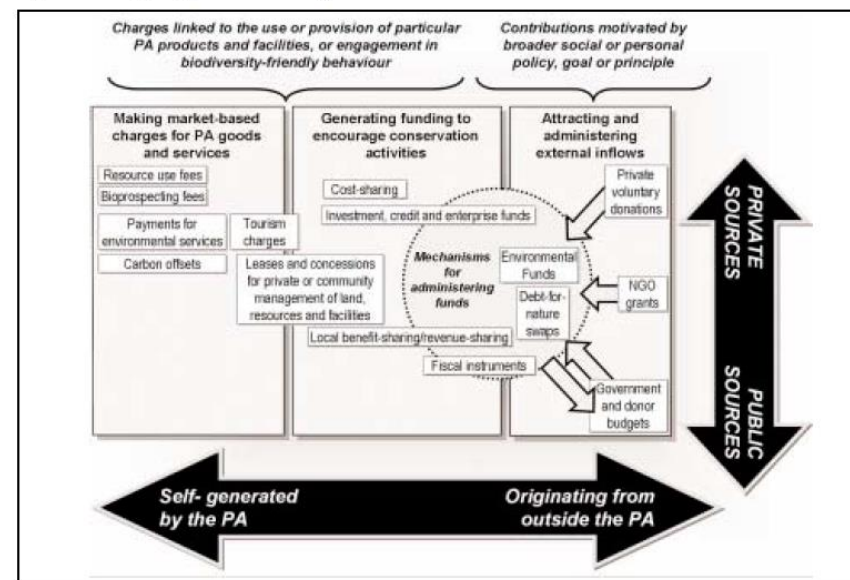 Charges linked to the use or provision of particular
PA products and facilities, or engagement in
biodiversity-friendly behaviour
Contributions motivated by
broader social or personal
policy, goal or principle
Making market-based
charges for PA goods
and services
Resource use fees
Bioprospecting fees
Payments for
environmental services
Carbon offsets
Tourism
charges
Leases and concessions
for private or community
management of land,
resources and facilities
Generating funding to
encourage conservation
activities
Cost-sharing
Investment, credit and enterprise funds
Mechanisms
for
administering
funds
Local benefit-sharing/revenue-sharing
Fiscal instruments
Attracting and
administering
external inflows
Private
voluntary
donations
Environmental
Funds
Debt-for-
nature
swaps
NGO
grants
Government
and donor
budgets
PRIVATE
SOURCES
PUBLIC
SOURCES
Self- generated
by the PA
Originating from
outside the PA